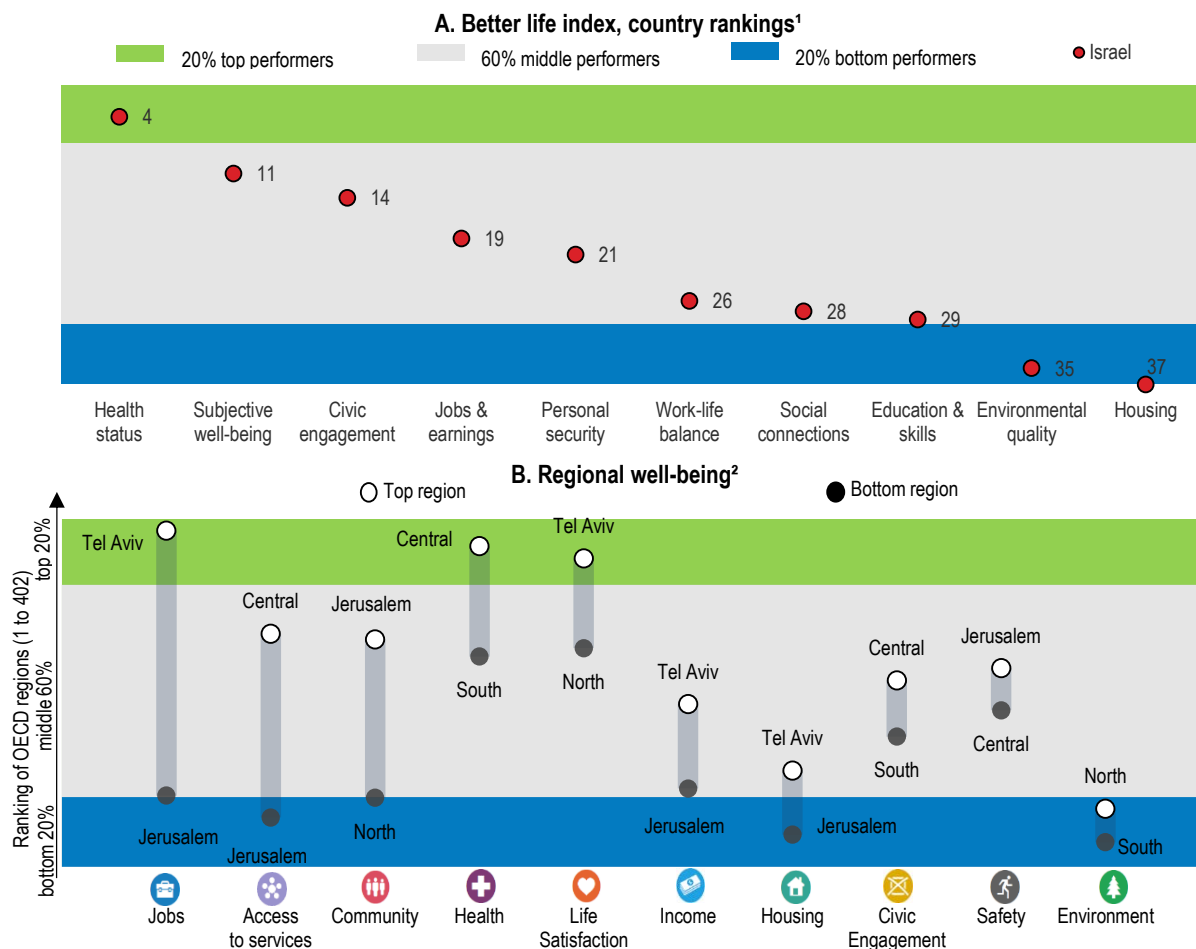 A. Better life index, country rankings¹
20% top performers
60% middle performers
20% bottom performers
Israel
4
11
14
19
21
26
28
29
35
37
Health
status
Subjective
well-being
Civic
engagement
Jobs &
earnings
Personal
security
Work-life
balance
Social
connections
Education &
skills
Environmental
quality
Housing
B. Regional well-being²
Top region
Bottom region
Ranking of OECD regions (1 to 402)
bottom 20%
middle 60%
top 20%
Tel Aviv
Jerusalem
Central
Jerusalem
Jerusalem
North
Central
South
Tel Aviv
North
Tel Aviv
Jerusalem
Tel Aviv
Jerusalem
Central
South
Jerusalem
Central
North
South
Jobs
Access
to services
Community
Health
Life
Satisfaction
Income
Housing
Civic
Engagement
Safety
Environment